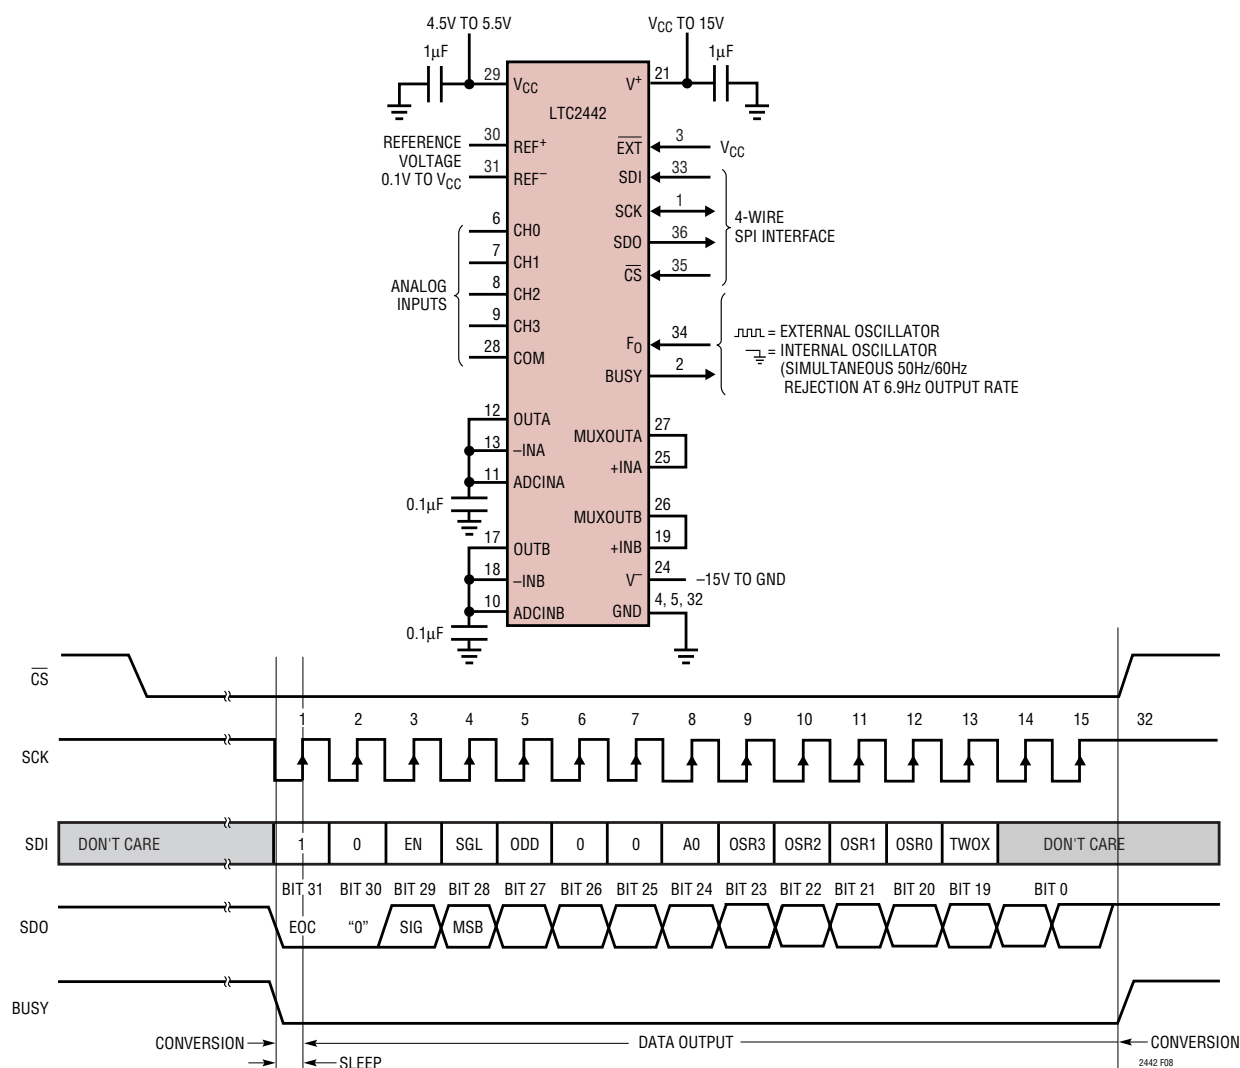 4.5V TO 5.5V
VCC TO 15V
1µF
1µF
29
VCC
V+
21
LTC2442
REFERENCE
VOLTAGE
0.1V TO VCC
30
REF+
31
REF–
EXT
3
VCC
SDI
33
SCK
1
SDO
36
CS
35
4-WIRE
SPI INTERFACE
ANALOG
INPUTS
6
CH0
7
CH1
8
CH2
9
CH3
28
COM
FO
34
BUSY
2
= EXTERNAL OSCILLATOR
= INTERNAL OSCILLATOR
(SIMULTANEOUS 50Hz/60Hz
REJECTION AT 6.9Hz OUTPUT RATE
12
OUTA
13
–INA
11
ADCINA
0.1µF
MUXOUTA
27
+INA
25
17
OUTB
18
–INB
10
ADCINB
0.1µF
MUXOUTB
26
+INB
19
V–
24
–15V TO GND
GND
4, 5, 32
CS
1 2 3 4 5 6 7 8 9 10 11 12 13 14 15 32
SCK
SDI DON'T CARE 1 0 EN SGL ODD 0 0 A0 OSR3 OSR2 OSR1 OSR0 TWOX DON'T CARE
BIT 31 BIT 30 BIT 29 BIT 28 BIT 27 BIT 26 BIT 25 BIT 24 BIT 23 BIT 22 BIT 21 BIT 20 BIT 19 BIT 0
SDO EOC “0” SIG MSB
BUSY
CONVERSION DATA OUTPUT CONVERSION
SLEEP
2442 F08